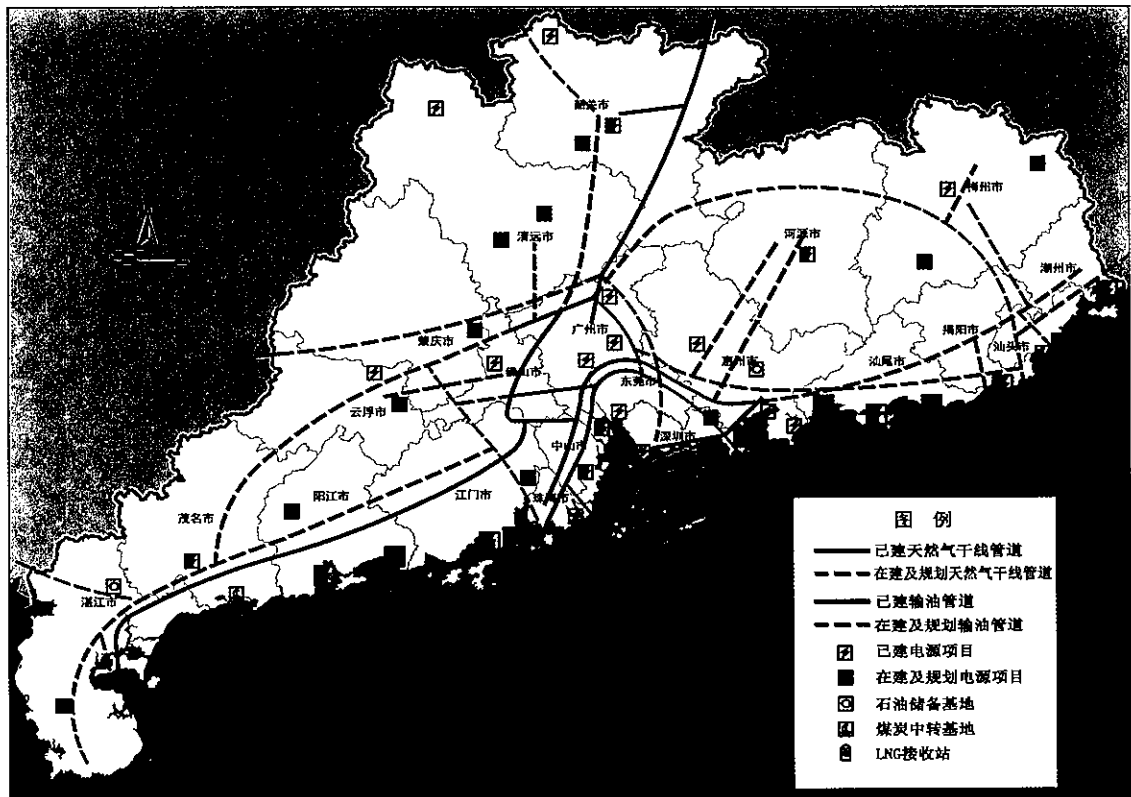 韶关市
梅州市
河源市
清远市
潮州市
广州市
揭阳市
汕头市
肇庆市
惠州市
汕尾市
佛山市
东莞市
云浮市
深圳市
中山市
阳江市
江门市
珠海市
茂名市
湛江市
图 例
已建天然气干线管道
在建及规划天然气干线管道
已建输油管道
在建及规划输油管道
已建电源项目
在建及规划电源项目
石油储备基地
煤炭中转基地
LNG接收站